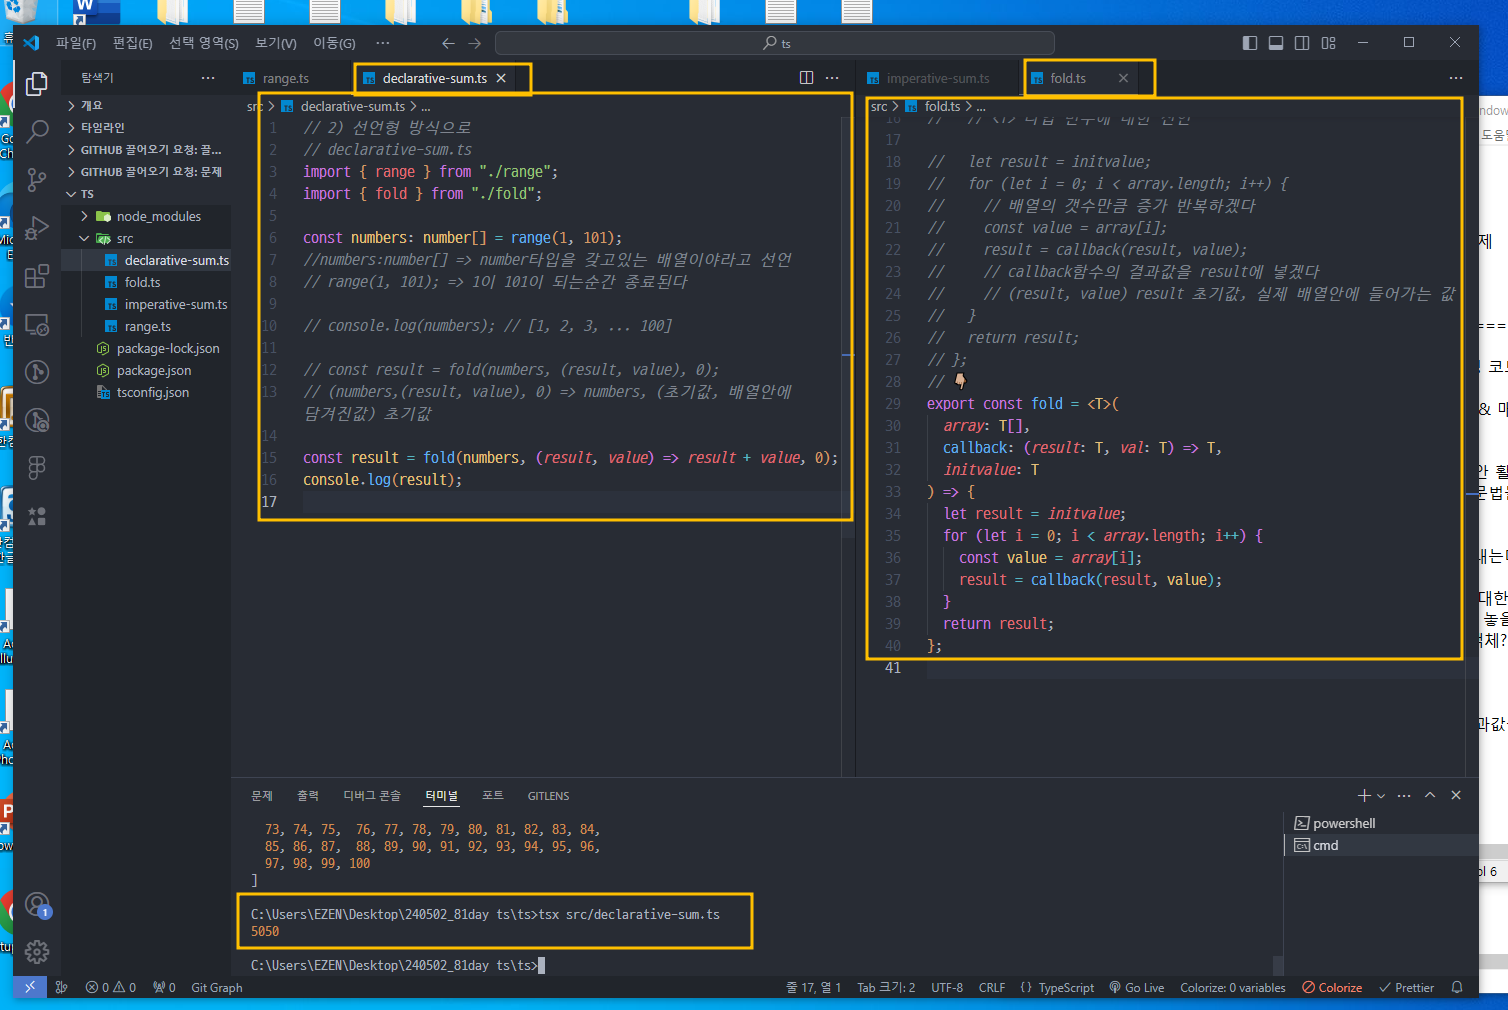 파일(F) 편집(E) 선택 영역(S) 보기(V) 이동(G) ···
ts
탐색기 ···
개요
타임라인
GITHUB 끌어오기 요청: 끌...
GITHUB 끌어오기 요청: 문제
TS
node_modules
src
declarative-sum.ts
fold.ts
imperative-sum.ts
range.ts
package-lock.json
package.json
tsconfig.json
range.ts
declarative-sum.ts
src > declarative-sum.ts > ...
1 // 2) 선언형 방식으로
2 // declarative-sum.ts
3 import { range } from "./range";
4 import { fold } from "./fold";
5
6 const numbers: number[] = range(1, 101);
7 //numbers:number[] => number타입을 갖고있는 배열이야라고 선언
8 // range(1, 101); => 1이 101이 되는순간 종료된다
9
10 // console.log(numbers); // [1, 2, 3, ... 100]
11
12 // const result = fold(numbers, (result, value), 0);
13 // (numbers,(result, value), 0) => numbers, (초기값, 배열안에
담겨진값) 초기값
14
15 const result = fold(numbers, (result, value) => result + value, 0);
16 console.log(result);
17
imperative-sum.ts
fold.ts
src > fold.ts > ...
17
18 // let result = initvalue;
19 // for (let i = 0; i < array.length; i++) {
20 // // 배열의 갯수만큼 증가 반복하겠다
21 // const value = array[i];
22 // result = callback(result, value);
23 // // callback함수의 결과값을 result에 넣겠다
24 // // (result, value) result 초기값, 실제 배열안에 들어가는 값
25 // }
26 // return result;
27 // };
28 // 👇
29 export const fold = <T>(
30 array: T[],
31 callback: (result: T, val: T) => T,
32 initvalue: T
33 ) => {
34 let result = initvalue;
35 for (let i = 0; i < array.length; i++) {
36 const value = array[i];
37 result = callback(result, value);
38 }
39 return result;
40 };
41
문제 출력 디버그 콘솔 터미널 포트 GITLENS
73, 74, 75, 76, 77, 78, 79, 80, 81, 82, 83, 84,
85, 86, 87, 88, 89, 90, 91, 92, 93, 94, 95, 96,
97, 98, 99, 100
]
C:\Users\EZEN\Desktop\240502_81day ts\ts>tsx src/declarative-sum.ts
5050
C:\Users\EZEN\Desktop\240502_81day ts\ts>
powershell
cmd
1
0 0 0 Git Graph
줄 17, 열 1 Tab 크기: 2 UTF-8 CRLF {} TypeScript Go Live Colorize: 0 variables Colorize Prettier